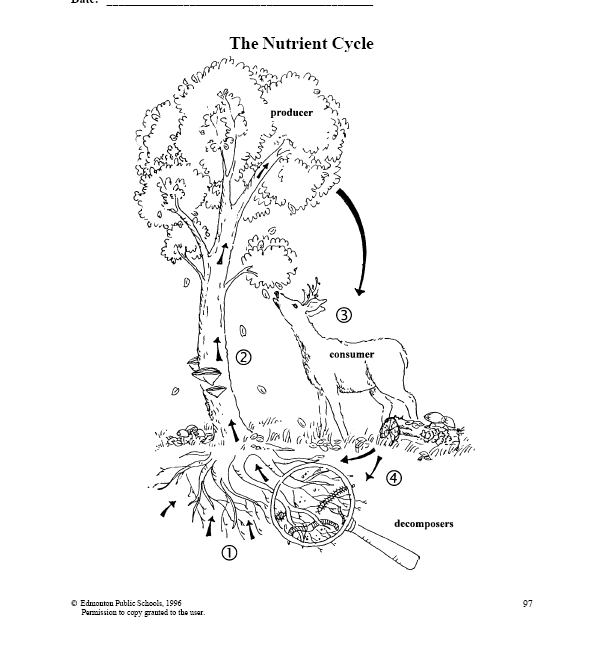 Date: ________________________________________
The Nutrient Cycle
producer
③
②
consumer
④
decomposers
①
© Edmonton Public Schools, 1996
Permission to copy granted to the user.
97